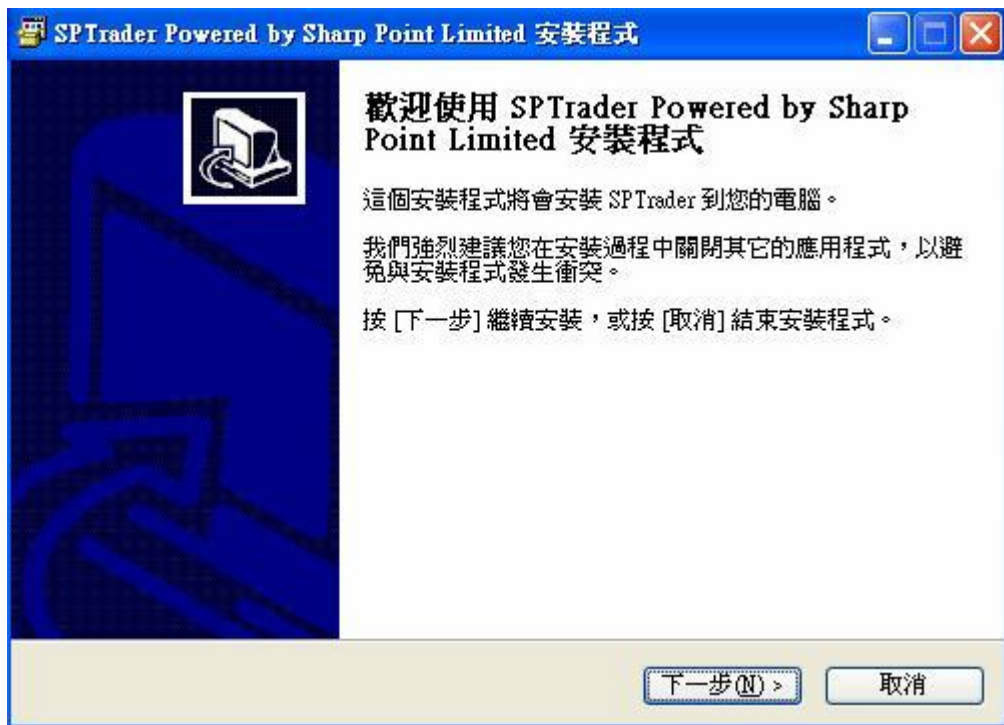 SPTrader Powered by Sharp Point Limited 安裝程式
歡迎使用 SPTrader Powered by Sharp
Point Limited 安裝程式
這個安裝程式將會安裝 SPTrader 到您的電腦。
我們強烈建議您在安裝過程中關閉其它的應用程式，以避
免與安裝程式發生衝突。
按 [下一步] 繼續安裝，或按 [取消] 結束安裝程式。
下一步(N) >
取消